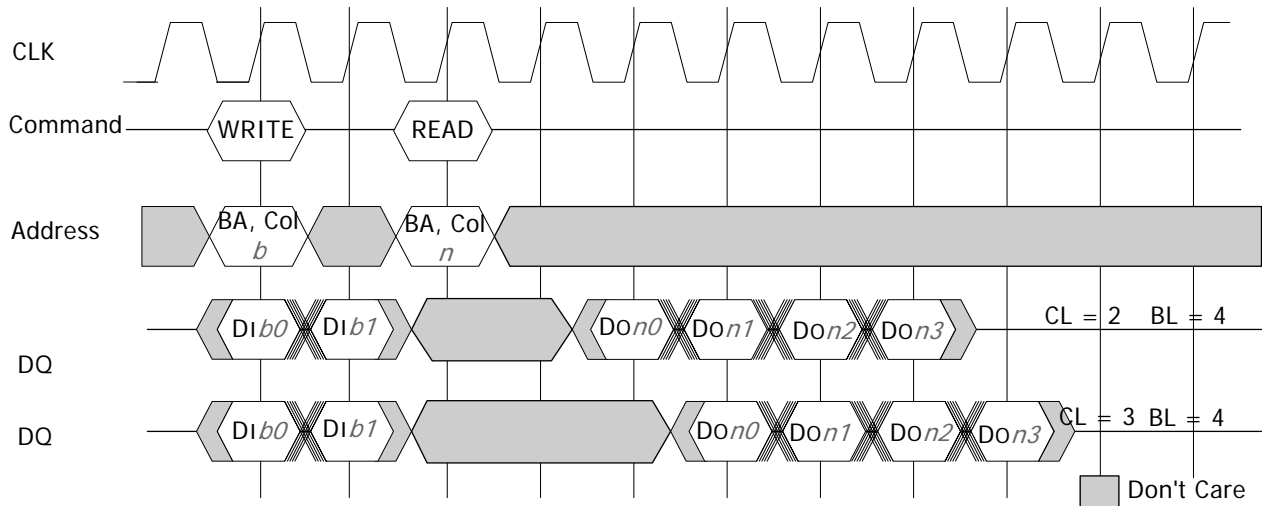 CLK
Command WRITE READ
Address BA, Col BA, Col
b n
DIb0 DIb1 DOn0 DOn1 DOn2 DOn3 CL = 2 BL = 4
DQ
DQ DIb0 DIb1 DOn0 DOn1 DOn2 DOn3 CL = 3 BL = 4
Don't Care